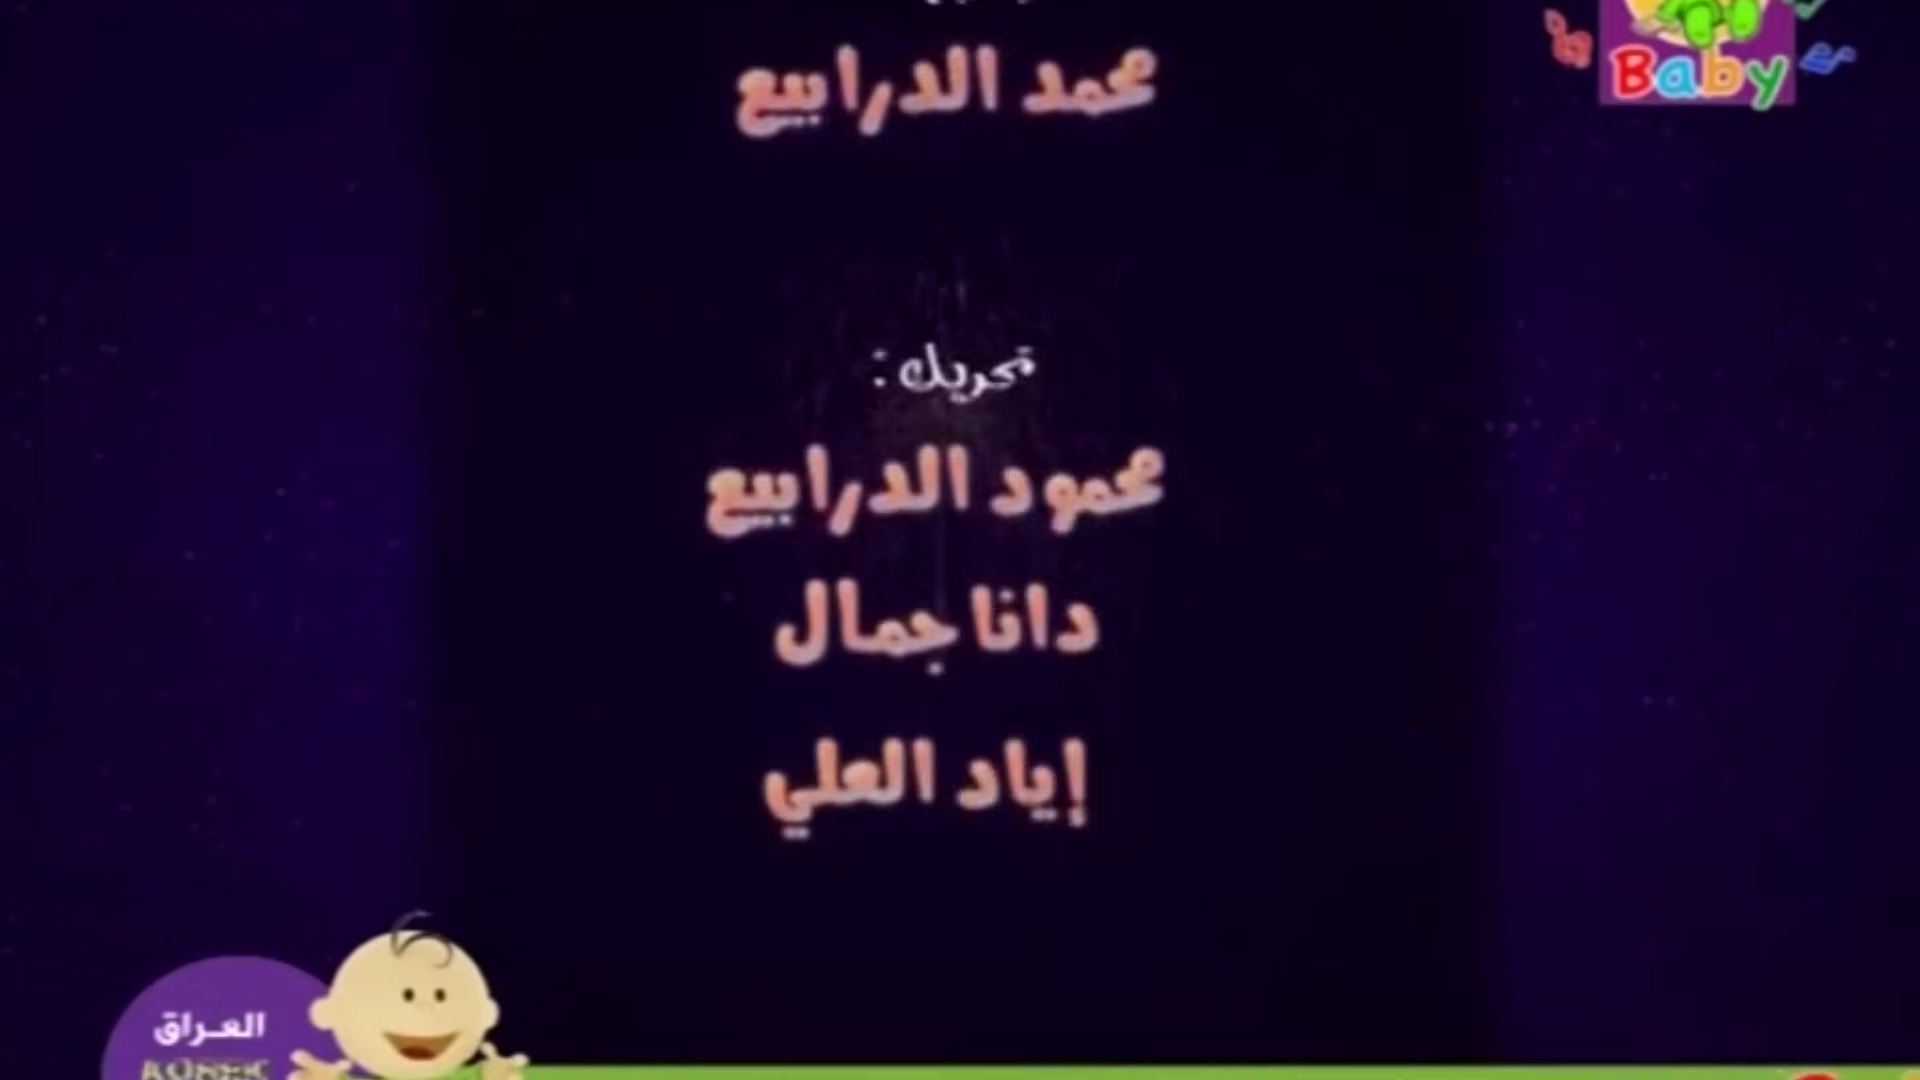 محمد الدرابيع
Baby
تحريك:
محمود الدرابيع
دانا جمال
إياد العلي
العراق